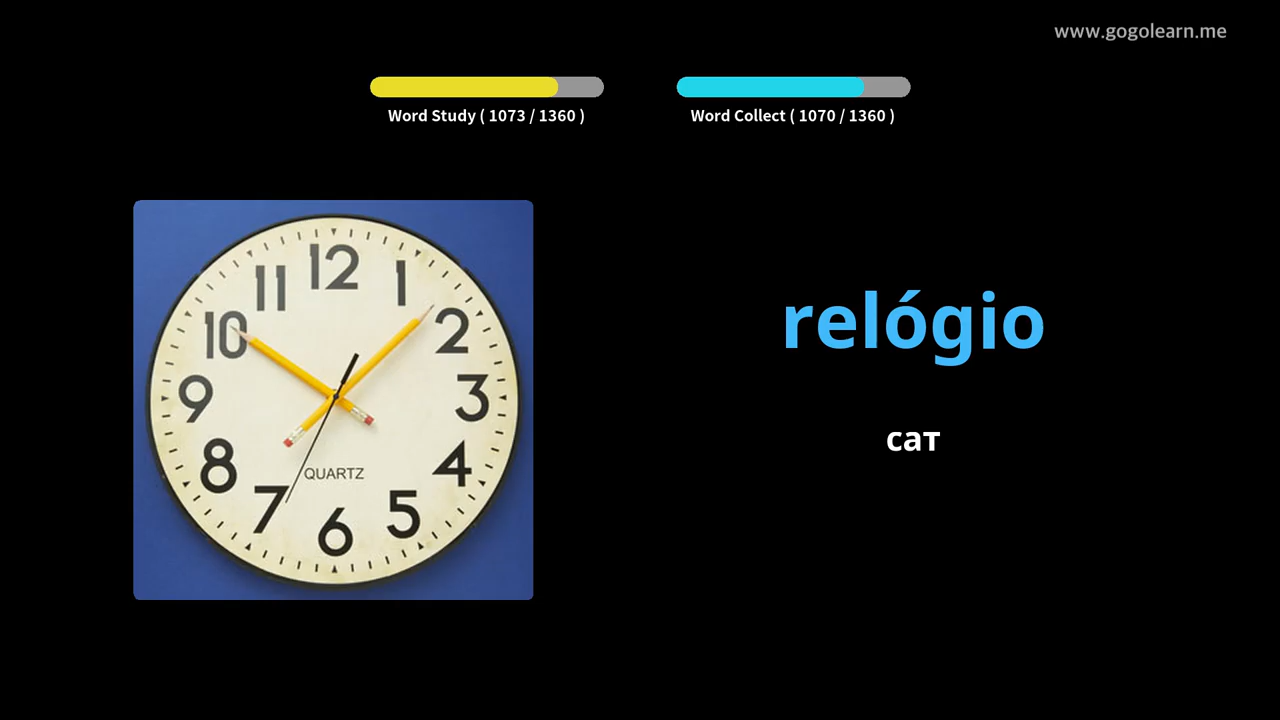 www.gogolearn.me
Word Study ( 1073 / 1360 )
Word Collect ( 1070 / 1360 )
12
11
1
10
2
9
3
8
4
QUARTZ
7
5
6
relógio
сат